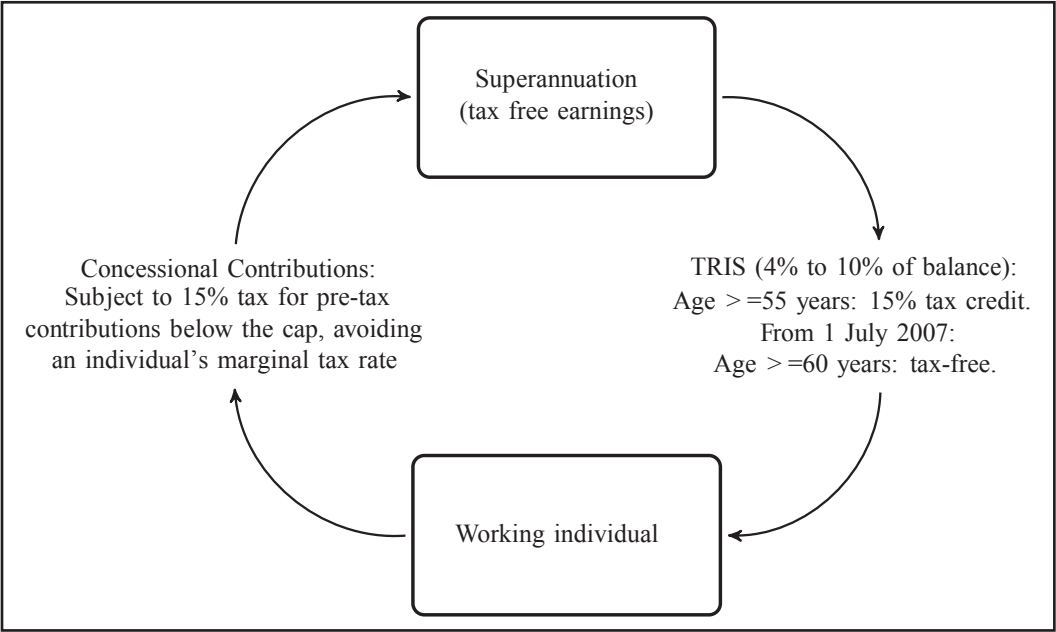 Superannuation
(tax free earnings)
TRIS (4% to 10% of balance):
Age > =55 years: 15% tax credit.
From 1 July 2007:
Age > =60 years: tax-free.
Concessional Contributions:
Subject to 15% tax for pre-tax
contributions below the cap, avoiding
an individual’s marginal tax rate
Working individual